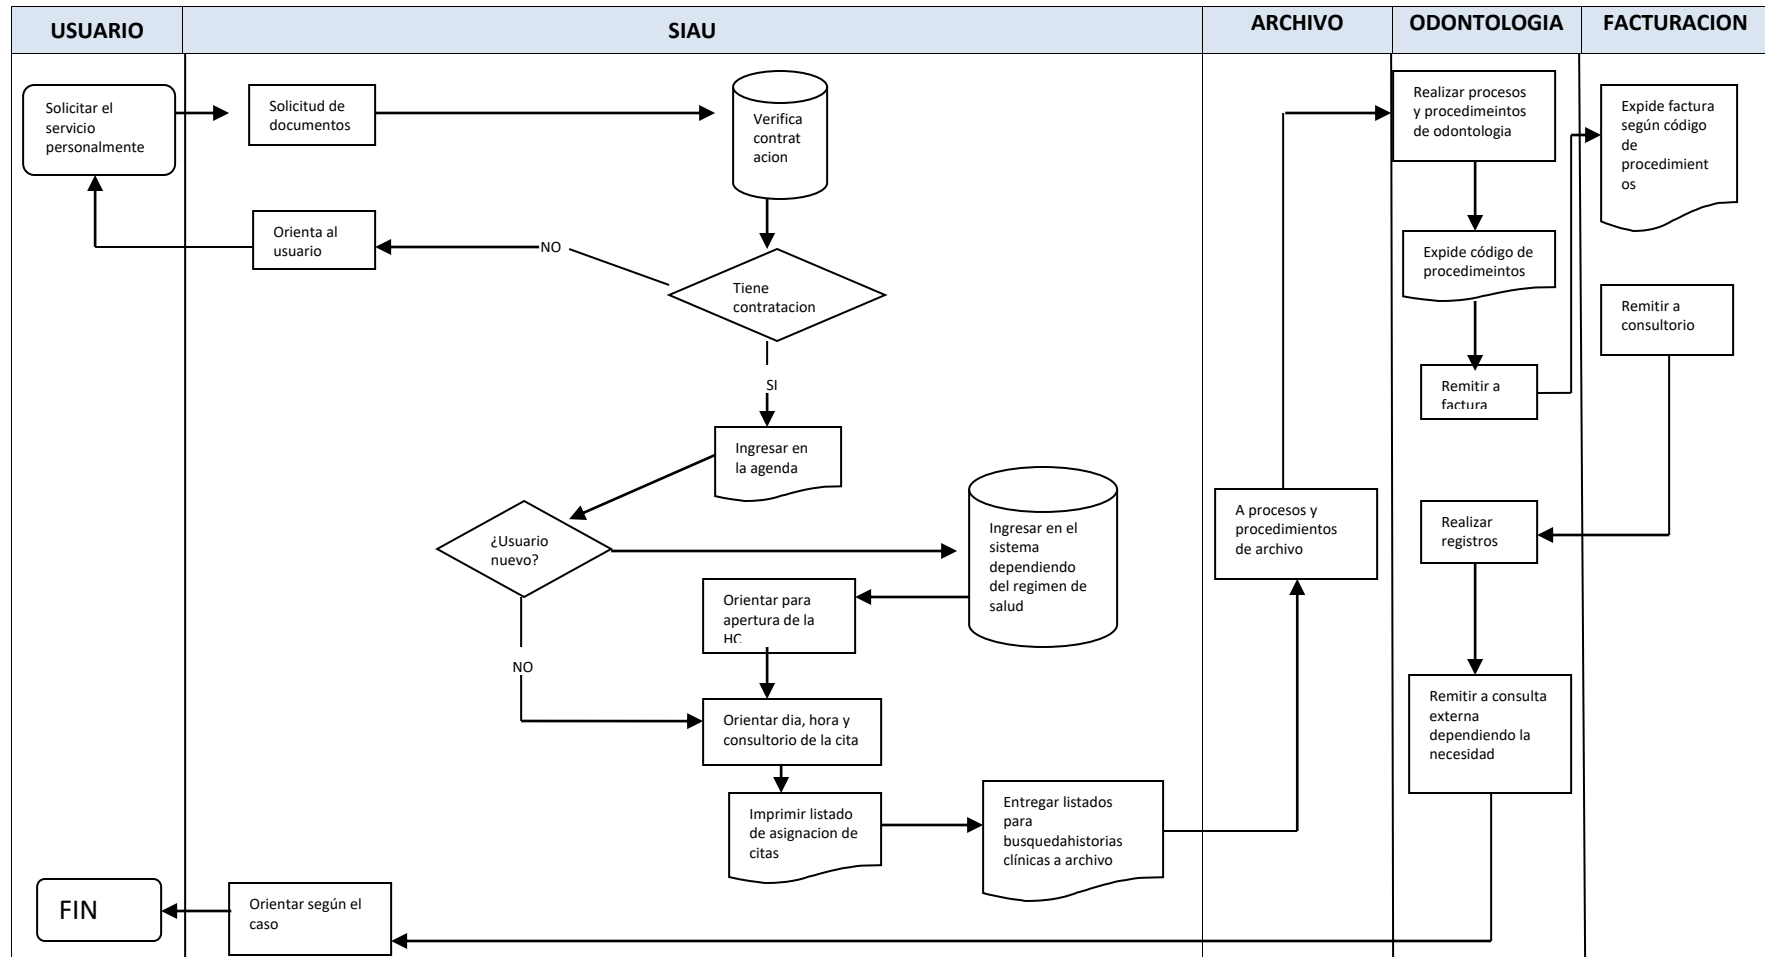 USUARIO
SIAU
ARCHIVO
ODONTOLOGIA
FACTURACION
Solicitar el
servicio
personalmente
Solicitud de
documentos
Verifica
contrat
acion
Realizar procesos
y procedimeintos
de odontologia
Expide factura
según código
de
procedimient
os
Orienta al
usuario
NO
Tiene
contratacion
Expide código de
procedimeintos
Remitir a
consultorio
SI
Remitir a
factura
Ingresar en
la agenda
¿Usuario
nuevo?
Ingresar en el
sistema
dependiendo
del regimen de
salud
A procesos y
procedimientos
de archivo
Realizar
registros
Orientar para
apertura de la
HC
NO
Orientar dia, hora y
consultorio de la cita
Remitir a consulta
externa
dependiendo la
necesidad
Imprimir listado
de asignacion de
citas
Entregar listados
para
busquedahistorias
clínicas a archivo
FIN
Orientar según el
caso